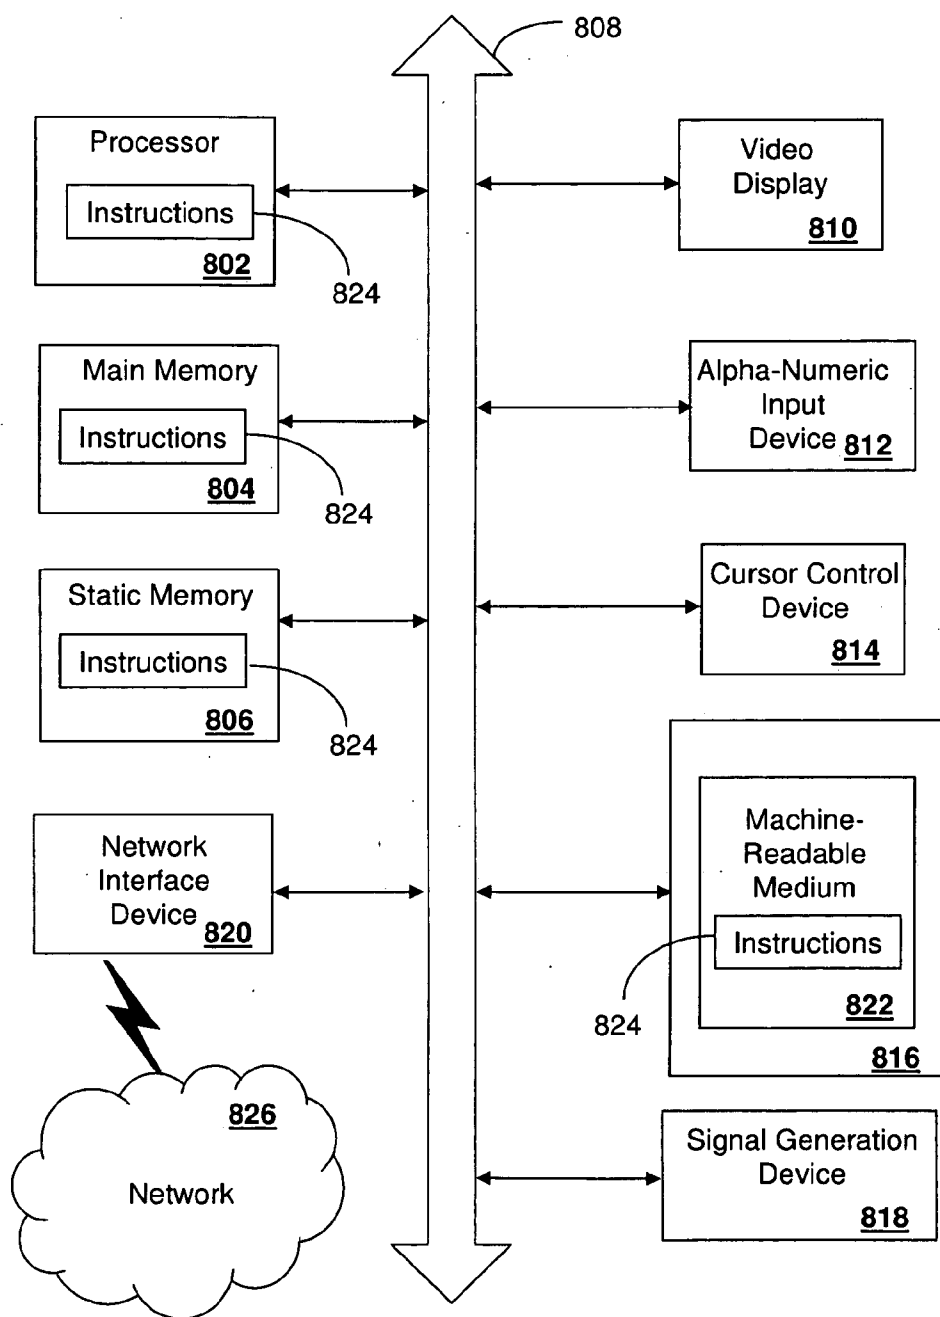 808
Processor
Instructions
802
824
Main Memory
Instructions
804
824
Static Memory
Instructions
806
824
Network
Interface
Device
820
826
Network
Video
Display
810
Alpha-Numeric
Input
Device
812
Cursor Control
Device
814
Machine-
Readable
Medium
Instructions
822
824
816
Signal Generation
Device
818